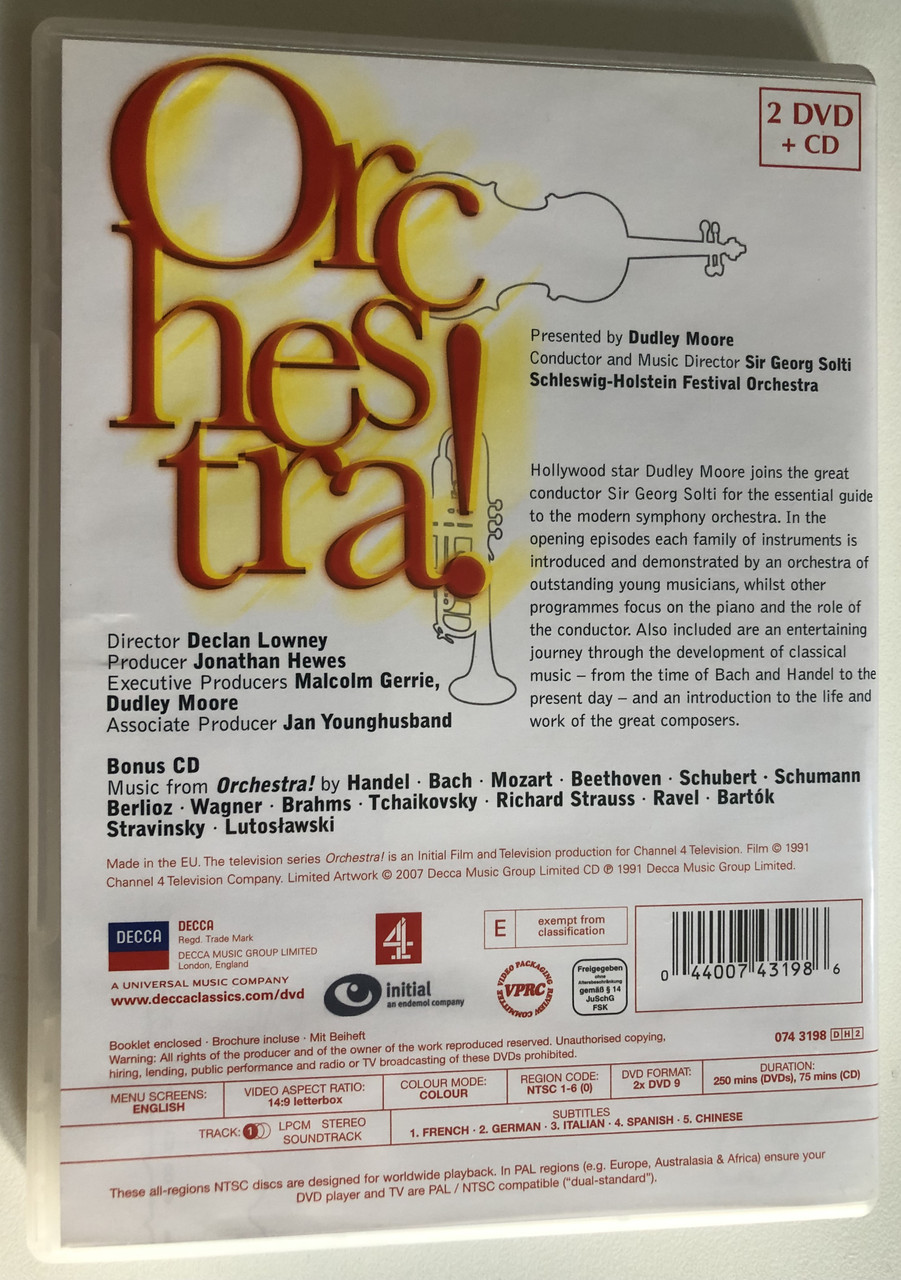 Orc
hes
tra!
2 DVD
+ CD
Presented by Dudley Moore
Conductor and Music Director Sir Georg Solti
Schleswig-Holstein Festival Orchestra
Hollywood star Dudley Moore joins the great
conductor Sir Georg Solti for the essential guide
to the modern symphony orchestra. In the
opening episodes each family of instruments is
introduced and demonstrated by an orchestra of
outstanding young musicians, whilst other
programmes focus on the piano and the role of
the conductor. Also included are an entertaining
journey through the development of classical
music – from the time of Bach and Handel to the
present day – and an introduction to the life and
work of the great composers.
Director Declan Lowney
Producer Jonathan Hewes
Executive Producers Malcolm Gerrie,
Dudley Moore
Associate Producer Jan Younghusband
Bonus CD
Music from Orchestra! by Handel · Bach · Mozart · Beethoven · Schubert · Schumann
Berlioz · Wagner · Brahms · Tchaikovsky · Richard Strauss · Ravel · Bartók
Stravinsky · Lutosławski
Made in the EU. The television series Orchestra! is an Initial Film and Television production for Channel 4 Television. Film © 1991
Channel 4 Television Company. Limited Artwork © 2007 Decca Music Group Limited CD ℗ 1991 Decca Music Group Limited.
DECCA
DECCA
Regd. Trade Mark
DECCA MUSIC GROUP LIMITED
London, England
A UNIVERSAL MUSIC COMPANY
www.deccaclassics.com/dvd
4
initial
an endemol company
E exempt from
classification
VIDEO PACKAGING REVIEW COMMITTEE
VPRC
Freigegeben
ohne
Altersbeschränkung
gemäß § 14
JuSchG
FSK
0 44007 43198 6
Booklet enclosed · Brochure incluse · Mit Beiheft
Warning: All rights of the producer and of the owner of the work reproduced reserved. Unauthorised copying,
hiring, lending, public performance and radio or TV broadcasting of these DVDs prohibited.
074 3198 DH2
MENU SCREENS:
ENGLISH
VIDEO ASPECT RATIO:
14:9 letterbox
COLOUR MODE:
COLOUR
REGION CODE:
NTSC 1-6 (0)
DVD FORMAT:
2x DVD 9
DURATION:
250 mins (DVDs), 75 mins (CD)
TRACK: 1 LPCM STEREO
SOUNDTRACK
SUBTITLES
1. FRENCH · 2. GERMAN · 3. ITALIAN · 4. SPANISH · 5. CHINESE
These all-regions NTSC discs are designed for worldwide playback. In PAL regions (e.g. Europe, Australasia & Africa) ensure your
DVD player and TV are PAL / NTSC compatible (“dual-standard”).